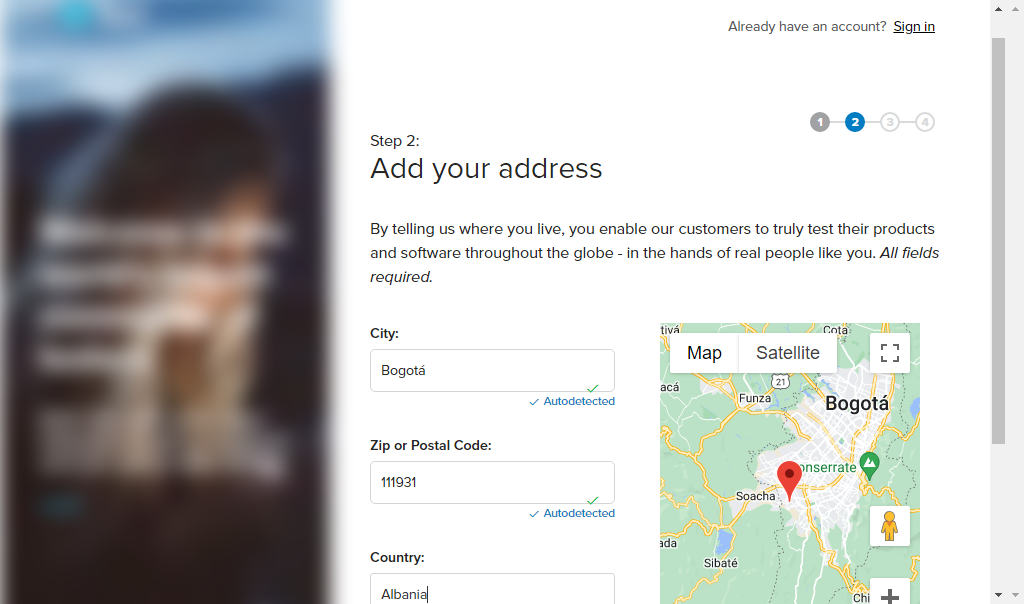 Already have an account? Sign in
1 2 3 4
Step 2:
Add your address
By telling us where you live, you enable our customers to truly test their products
and software throughout the globe - in the hands of real people like you. All fields
required.
City:
Bogotá
Autodetected
Zip or Postal Code:
111931
Autodetected
Country:
Albania
tivá
Cota
Map Satellite
acá
21
Funza
Bogotá
onserrate
Soacha
ada
Sibaté
Chi